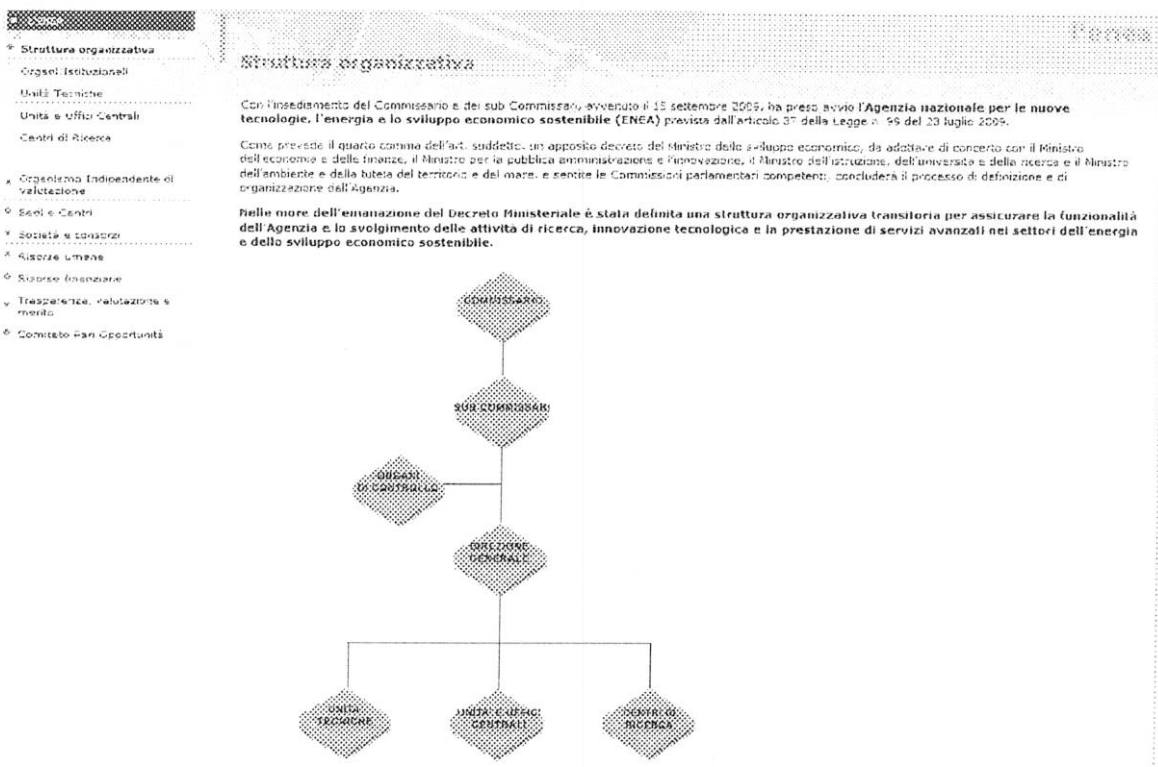 L'ENEA
Struttura organizzativa
Organi Istituzionali
Unità Tecniche
Unità e Uffici Centrali
Centri di Ricerca
Organismo Indipendente di
valutazione
Sedi e Centri
Società e consorzi
Risorse umane
Risorse finanziarie
Trasparenza, valutazione e
merito
Comitato Pari Opportunità
Struttura organizzativa
Con l'insediamento del Commissario e dei sub Commissari, avvenuto il 15 settembre 2009, ha preso avvio l'Agenzia nazionale per le nuove
tecnologie, l'energia e lo sviluppo economico sostenibile (ENEA) prevista dall'articolo 37 della Legge n. 99 del 23 luglio 2009.
Come prevede il quarto comma dell'art. suddetto, un apposito decreto del Ministro dello sviluppo economico, da adottare di concerto con il Ministro
dell'economia e delle finanze, il Ministro per la pubblica amministrazione e l'innovazione, il Ministro dell'istruzione, dell'università e della ricerca e il Ministro
dell'ambiente e della tutela del territorio e del mare, e sentite le Commissioni parlamentari competenti, concluderà il processo di definizione e di
organizzazione dell'Agenzia.
Nelle more dell'emanazione del Decreto Ministeriale è stata definita una struttura organizzativa transitoria per assicurare la funzionalità
dell'Agenzia e lo svolgimento delle attività di ricerca, innovazione tecnologica e la prestazione di servizi avanzati nei settori dell'energia
e dello sviluppo economico sostenibile.
COMMISSARIO
SUB COMMISSARI
ORGANI
DI CONTROLLO
DIREZIONE
GENERALE
UNITA'
TECNICHE
UNITA' E UFFICI
CENTRALI
CENTRI DI
RICERCA